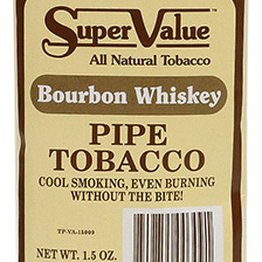 Super Value™
All Natural Tobacco
Bourbon Whiskey
PIPE
TOBACCO
COOL SMOKING, EVEN BURNING
WITHOUT THE BITE!
TP-VA-15009
NET WT. 1.5 OZ.